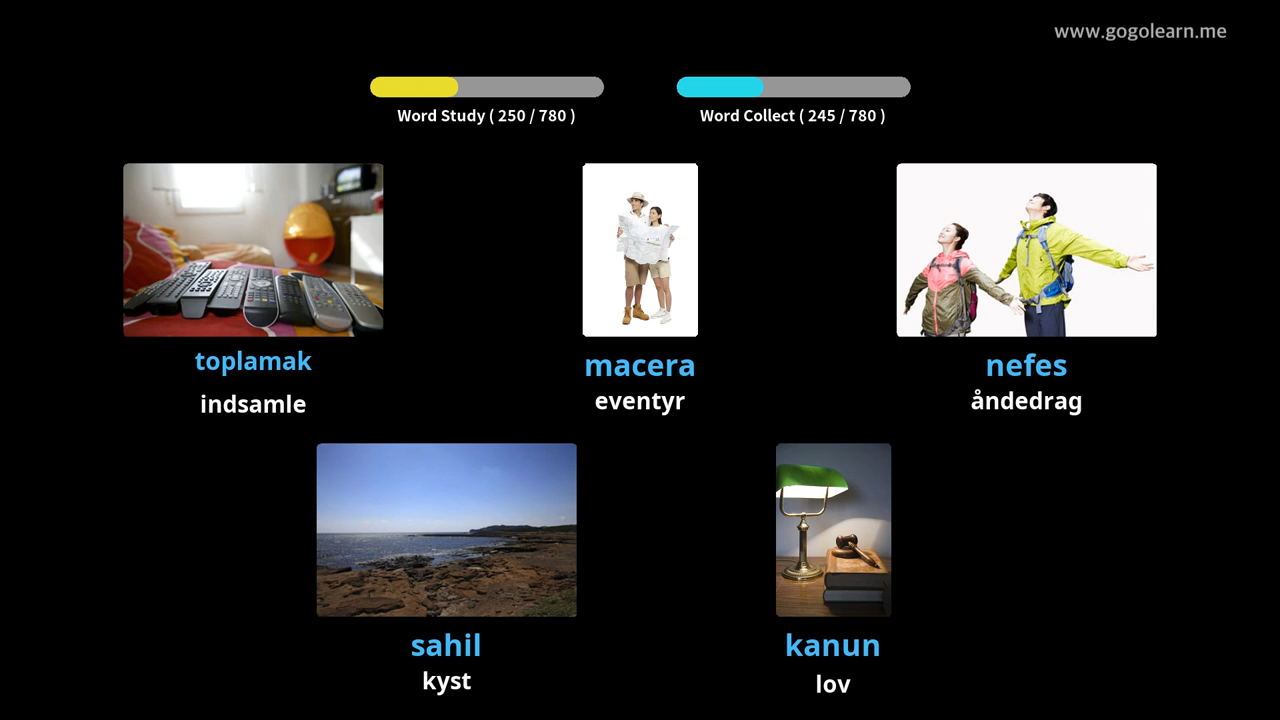 www.gogolearn.me
Word Study ( 250 / 780 )
Word Collect ( 245 / 780 )
toplamak
indsamle
macera
eventyr
nefes
åndedrag
sahil
kyst
kanun
lov